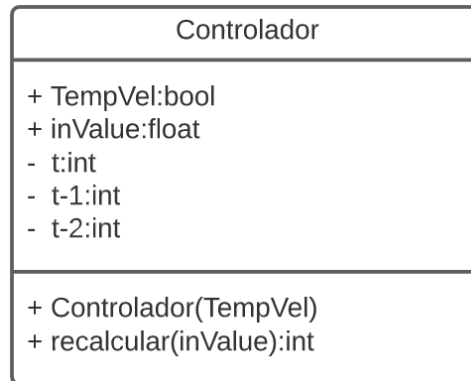 Controlador
+ TempVel:bool
+ inValue:float
- t:int
- t-1:int
- t-2:int
+ Controlador(TempVel)
+ recalcular(inValue):int